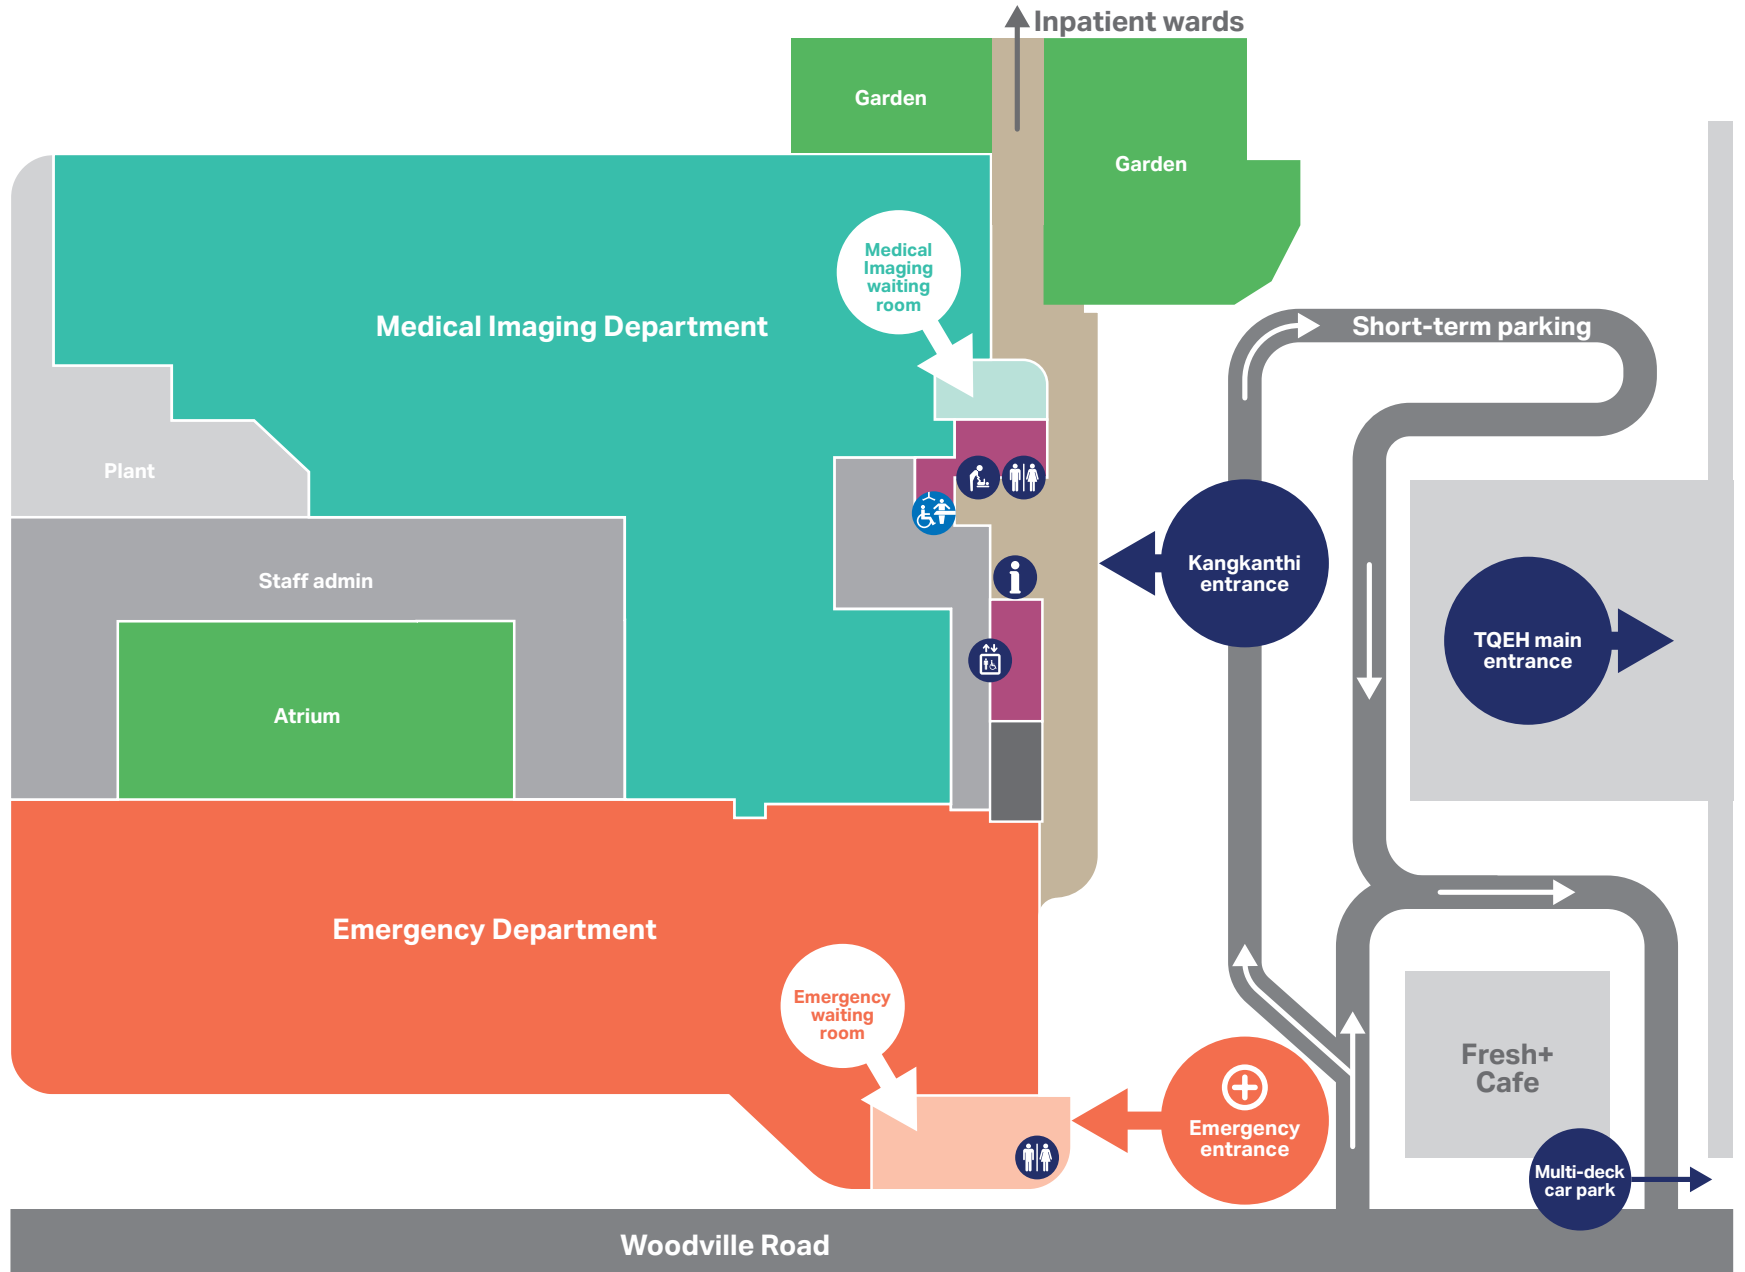 Inpatient wards
Garden
Garden
Medical
Imaging
waiting
room
Medical Imaging Department
Short-term parking
Plant
Kangkanthi
entrance
Staff admin
TQEH main
entrance
Atrium
Emergency Department
Emergency
waiting
room
Fresh+
Cafe
Emergency
entrance
Multi-deck
car park
Woodville Road